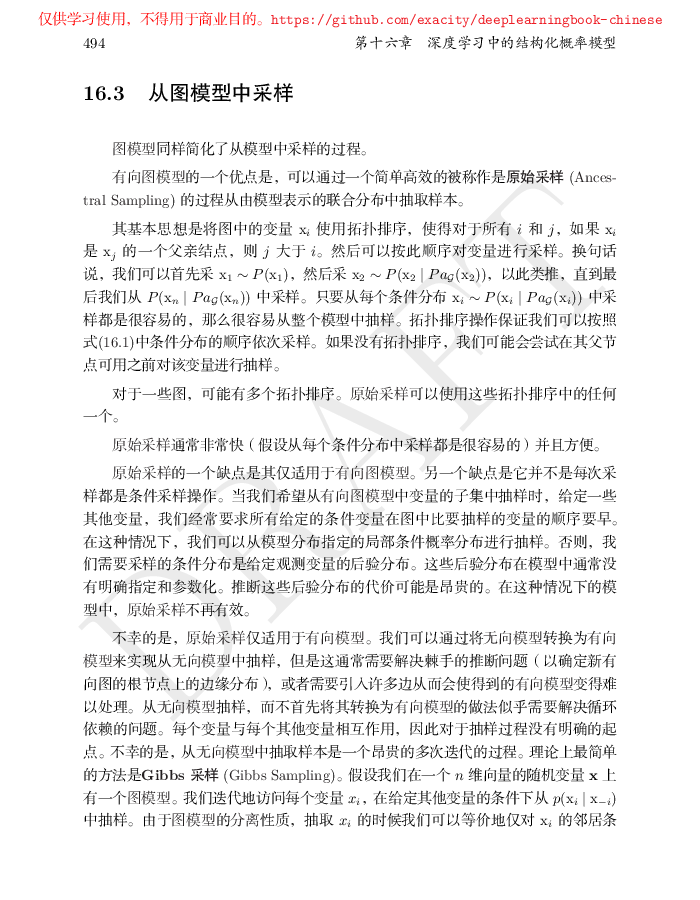 仅供学习使用，不得用于商业目的。https://github.com/exacity/deeplearningbook-chinese
494 第十六章 深度学习中的结构化概率模型
16.3 从图模型中采样
图模型同样简化了从模型中采样的过程。
有向图模型的一个优点是，可以通过一个简单高效的被称作是原始采样 (Ances-
tral Sampling) 的过程从由模型表示的联合分布中抽取样本。
其基本思想是将图中的变量 xᵢ 使用拓扑排序，使得对于所有 i 和 j，如果 xᵢ
是 xⱼ 的一个父亲结点，则 j 大于 i。然后可以按此顺序对变量进行采样。换句话
说，我们可以首先采 x₁ ∼ P(x₁)，然后采 x₂ ∼ P(x₂ | Pa_G(x₂))，以此类推，直到最
后我们从 P(xₙ | Pa_G(xₙ)) 中采样。只要从每个条件分布 xᵢ ∼ P(xᵢ | Pa_G(xᵢ)) 中采
样都是很容易的，那么很容易从整个模型中抽样。拓扑排序操作保证我们可以按照
式(16.1)中条件分布的顺序依次采样。如果没有拓扑排序，我们可能会尝试在其父节
点可用之前对该变量进行抽样。
对于一些图，可能有多个拓扑排序。原始采样可以使用这些拓扑排序中的任何
一个。
原始采样通常非常快（假设从每个条件分布中采样都是很容易的）并且方便。
原始采样的一个缺点是其仅适用于有向图模型。另一个缺点是它并不是每次采
样都是条件采样操作。当我们希望从有向图模型中变量的子集中抽样时，给定一些
其他变量，我们经常要求所有给定的条件变量在图中比要抽样的变量的顺序要早。
在这种情况下，我们可以从模型分布指定的局部条件概率分布进行抽样。否则，我
们需要采样的条件分布是给定观测变量的后验分布。这些后验分布在模型中通常没
有明确指定和参数化。推断这些后验分布的代价可能是昂贵的。在这种情况下的模
型中，原始采样不再有效。
不幸的是，原始采样仅适用于有向模型。我们可以通过将无向模型转换为有向
模型来实现从无向模型中抽样，但是这通常需要解决棘手的推断问题（以确定新有
向图的根节点上的边缘分布），或者需要引入许多边从而会使得到的有向模型变得难
以处理。从无向模型抽样，而不首先将其转换为有向模型的做法似乎需要解决循环
依赖的问题。每个变量与每个其他变量相互作用，因此对于抽样过程没有明确的起
点。不幸的是，从无向模型中抽取样本是一个昂贵的多次迭代的过程。理论上最简单
的方法是Gibbs 采样 (Gibbs Sampling)。假设我们在一个 n 维向量的随机变量 x 上
有一个图模型。我们迭代地访问每个变量 xᵢ，在给定其他变量的条件下从 p(xᵢ | x₋ᵢ)
中抽样。由于图模型的分离性质，抽取 xᵢ 的时候我们可以等价地仅对 xᵢ 的邻居条
DRAFT